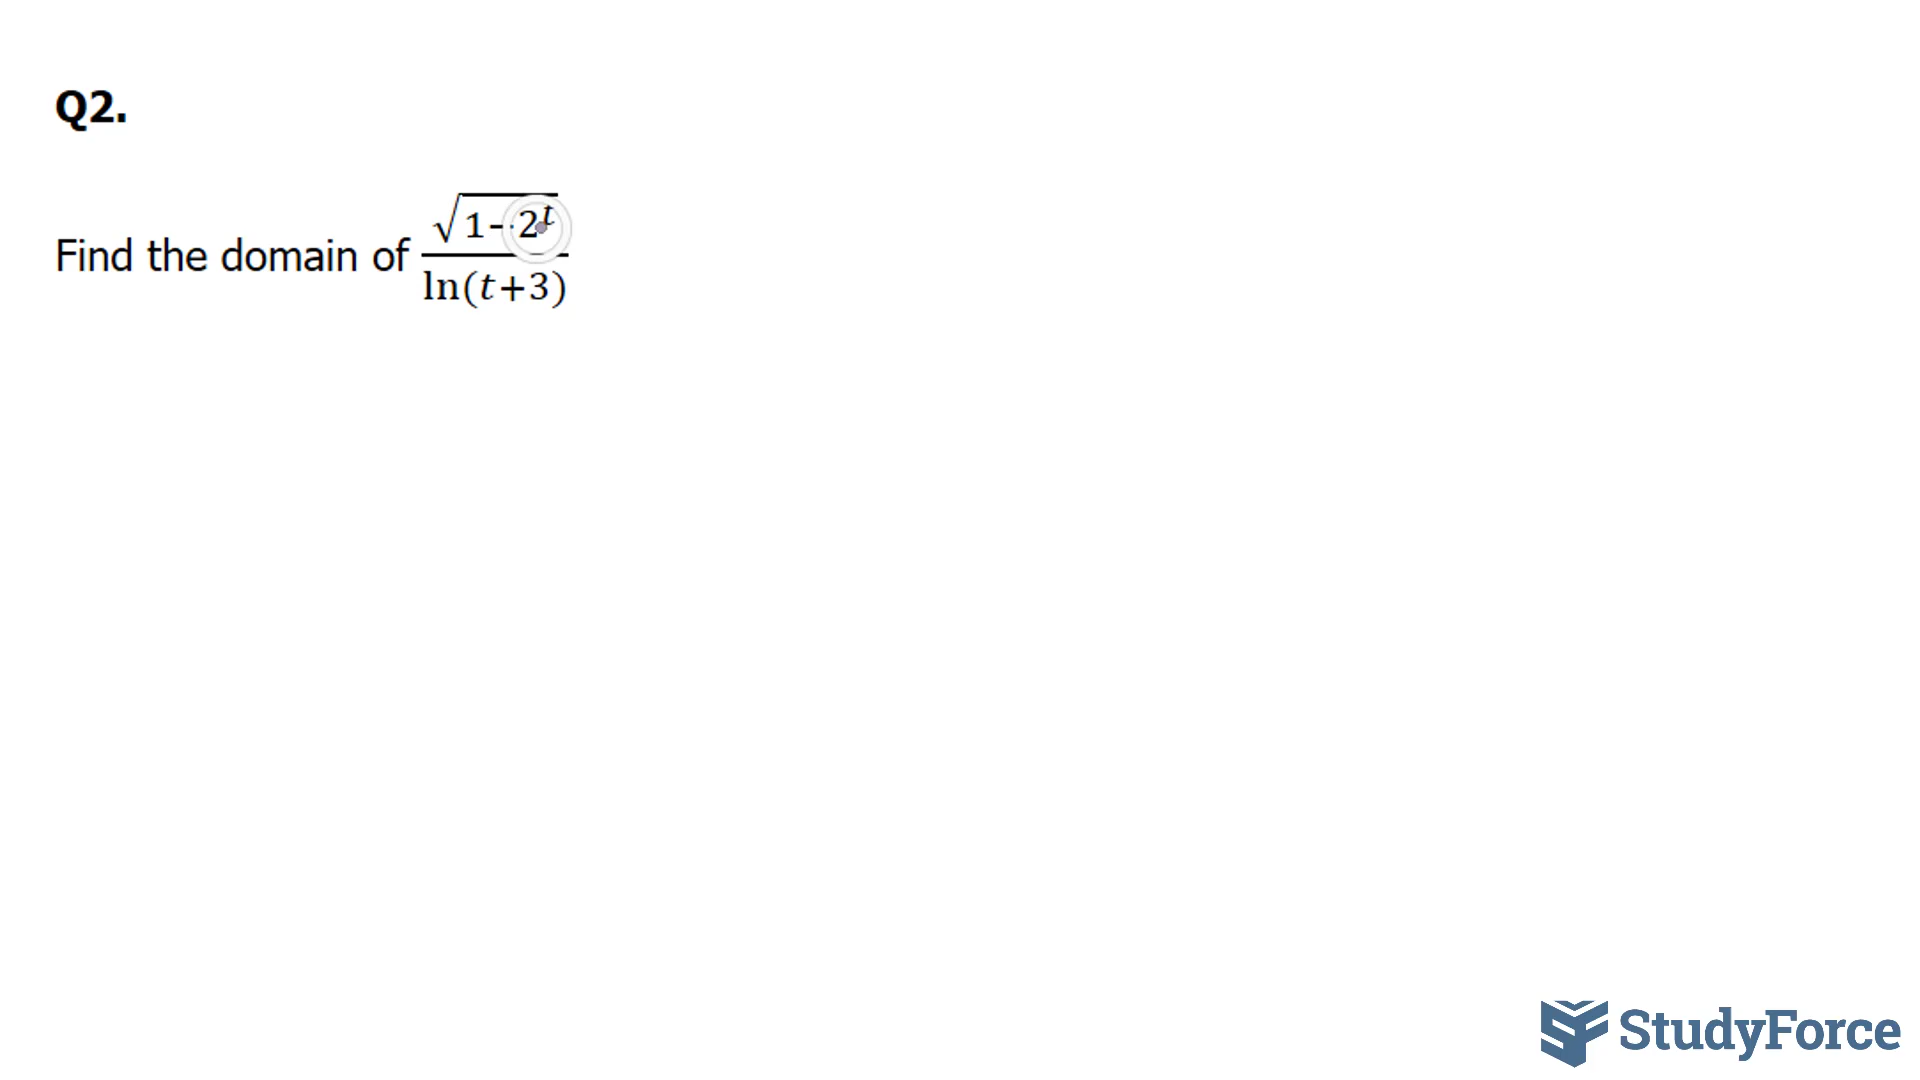 Q2.
Find the domain of √(1-2^t) / ln(t+3)
StudyForce